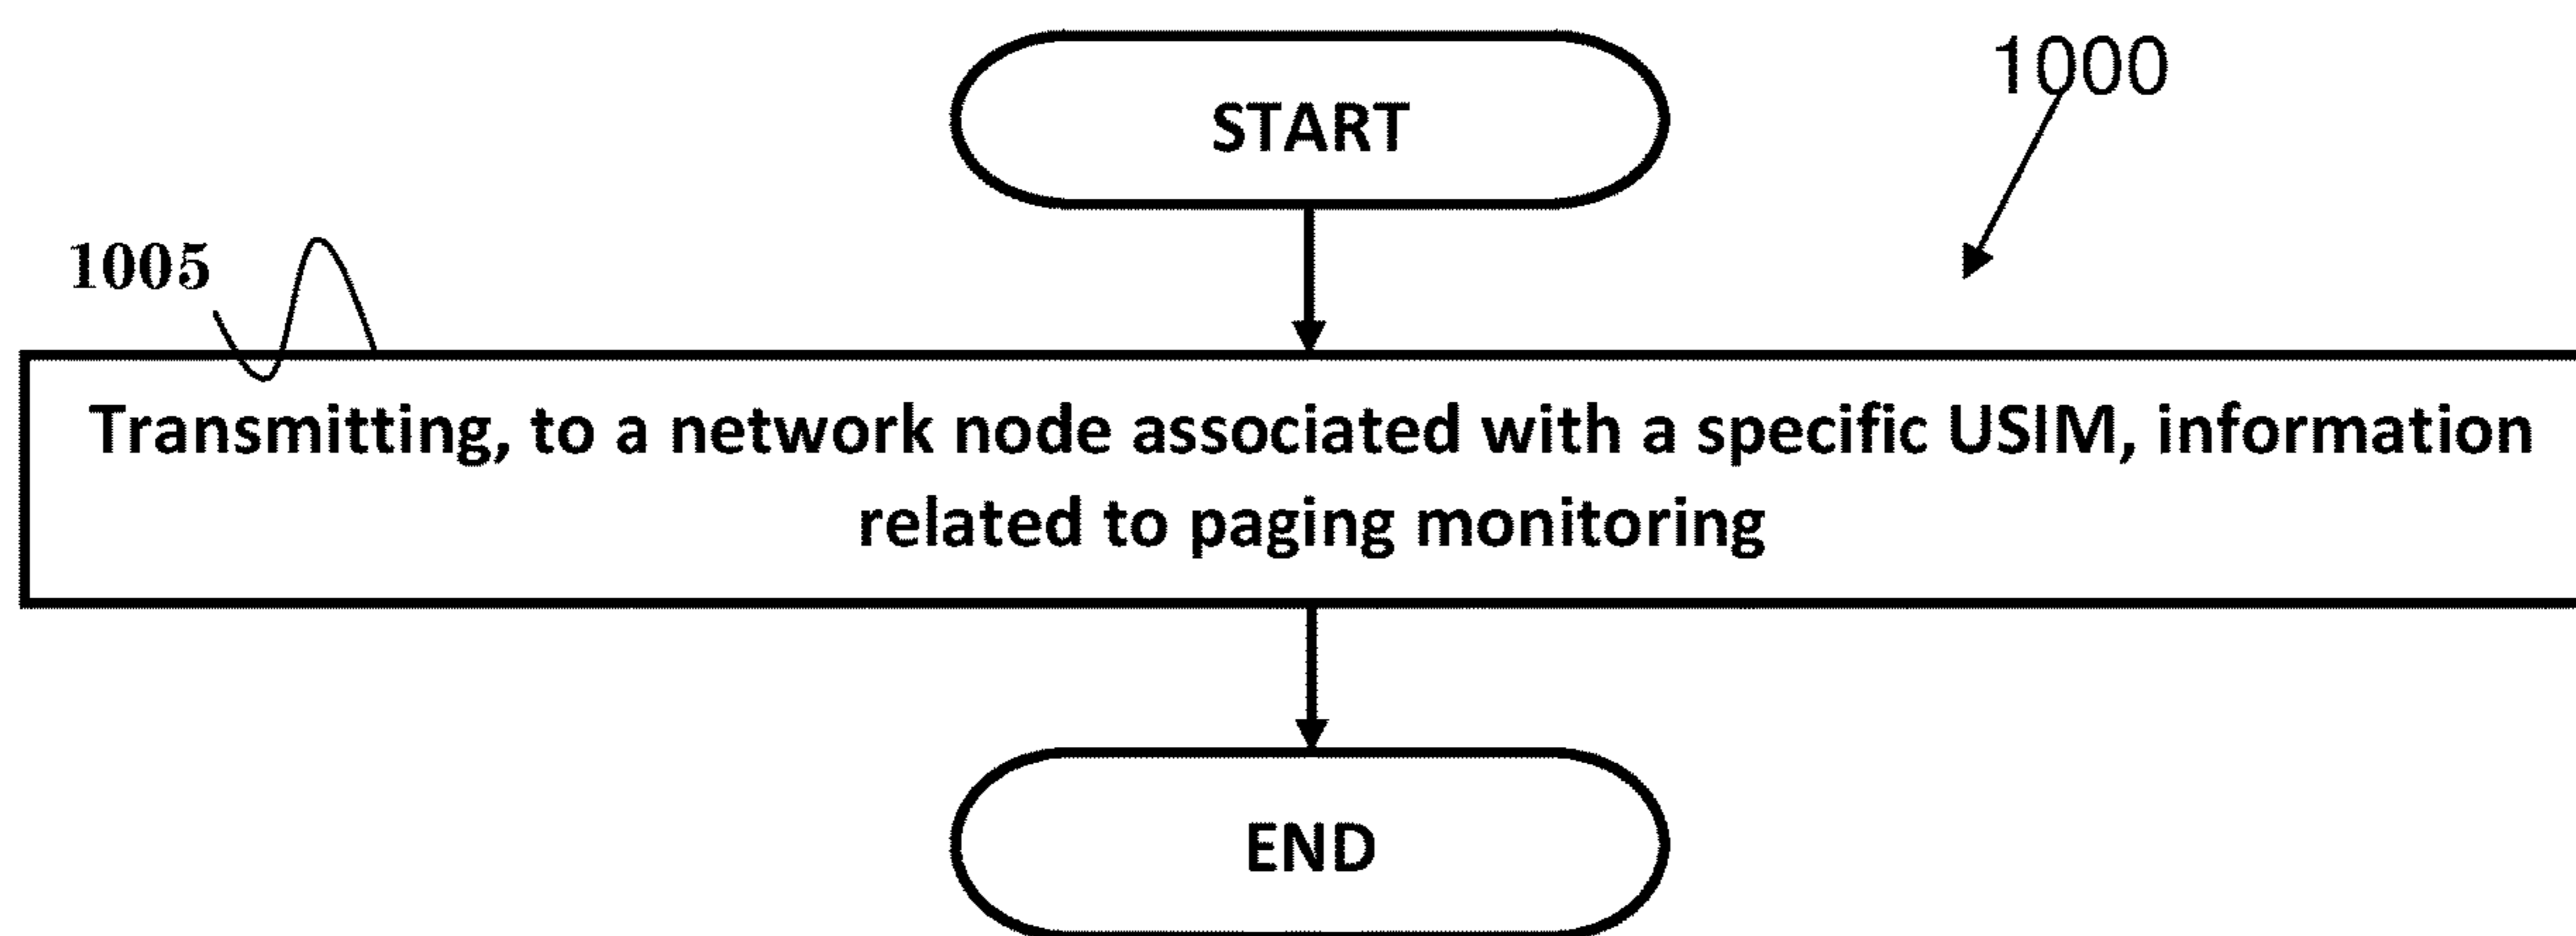 START
1000
1005
Transmitting, to a network node associated with a specific USIM, information
related to paging monitoring
END